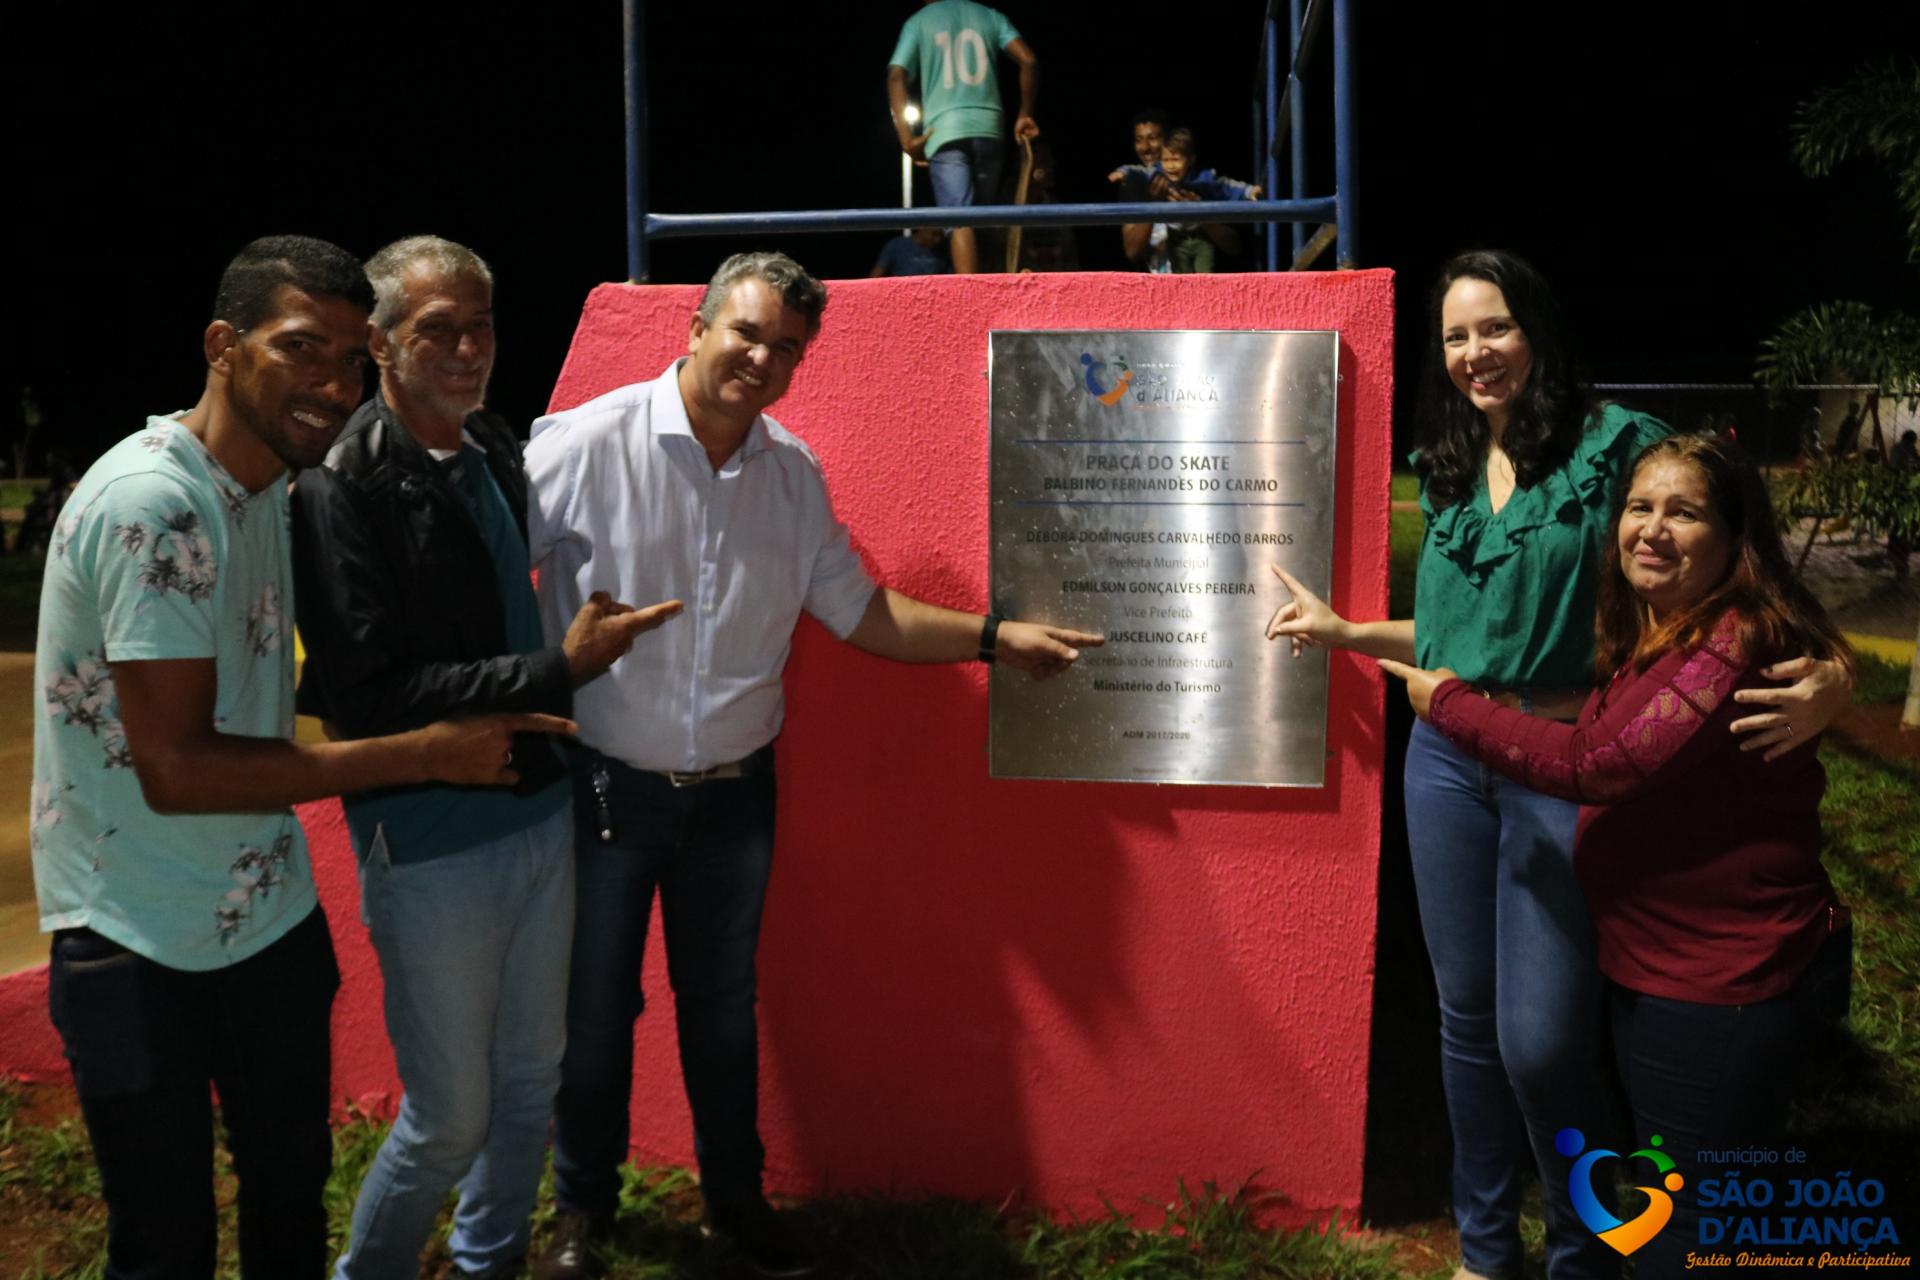 10
SÃO JOÃO
d'ALIANÇA
PRAÇA DO SKATE
BALBINO FERNANDES DO CARMO
DÉBORA DOMINGUES CARVALHÊDO BARROS
Prefeita Municipal
EDMILSON GONÇALVES PEREIRA
Vice Prefeito
JUSCELINO CAFÉ
Secretário de Infraestrutura
Ministério do Turismo
ADM 2017/2020
município de
SÃO JOÃO
D'ALIANÇA
Gestão Dinâmica e Participativa